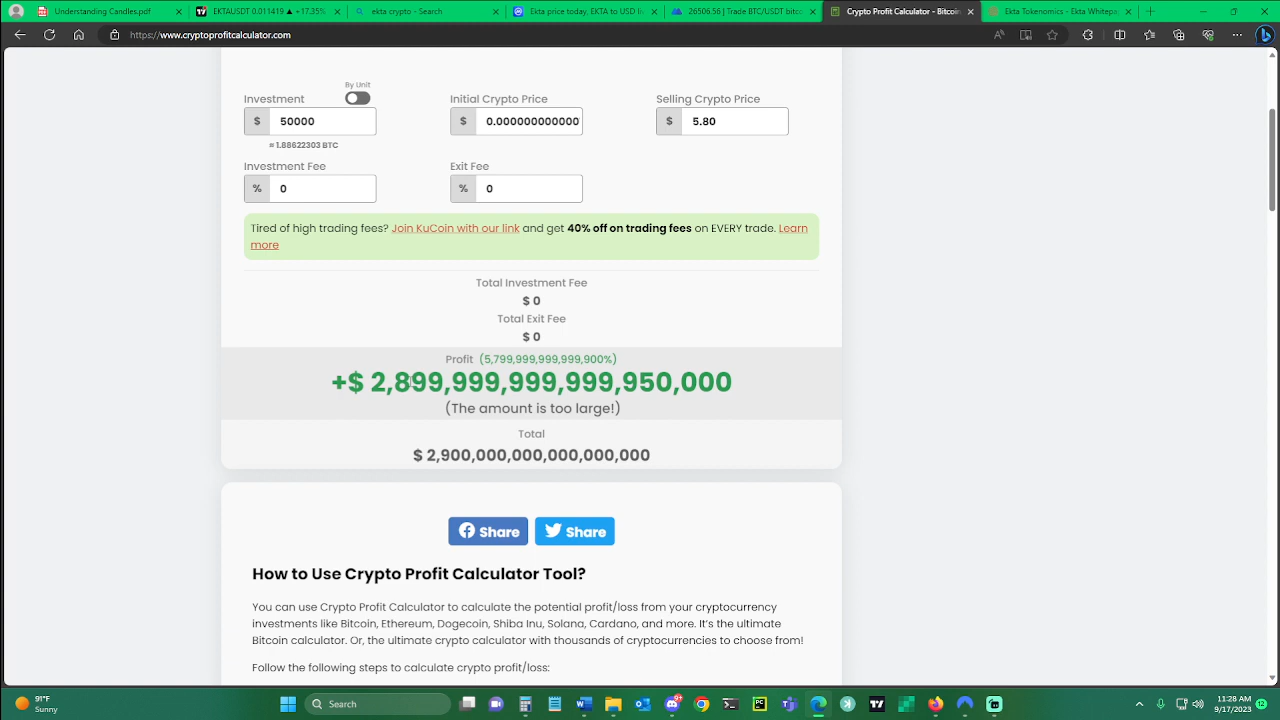 Understanding Candles.pdf
EKTAUSDT 0.011419 ▲ +17.35%
ekta crypto - Search
Ekta price today, EKTA to USD li
26506.56 | Trade BTC/USDT bitco
Crypto Profit Calculator - Bitcoin
Ekta Tokenomics - Ekta Whitepa
https://www.cryptoprofitcalculator.com
By Unit
Investment
Initial Crypto Price
Selling Crypto Price
$ 50000
$ 0.000000000000
$ 5.80
≈ 1.88622303 BTC
Investment Fee
Exit Fee
% 0
% 0
Tired of high trading fees? Join KuCoin with our link and get 40% off on trading fees on EVERY trade. Learn
more
Total Investment Fee
$ 0
Total Exit Fee
$ 0
Profit (5,799,999,999,999,900%)
+$ 2,899,999,999,999,950,000
(The amount is too large!)
Total
$ 2,900,000,000,000,000,000
Share
Share
How to Use Crypto Profit Calculator Tool?
You can use Crypto Profit Calculator to calculate the potential profit/loss from your cryptocurrency
investments like Bitcoin, Ethereum, Dogecoin, Shiba Inu, Solana, Cardano, and more. It's the ultimate
Bitcoin calculator. Or, the ultimate crypto calculator with thousands of cryptocurrencies to choose from!
Follow the following steps to calculate crypto profit/loss:
91°F
Sunny
Search
11:28 AM
9/17/2023